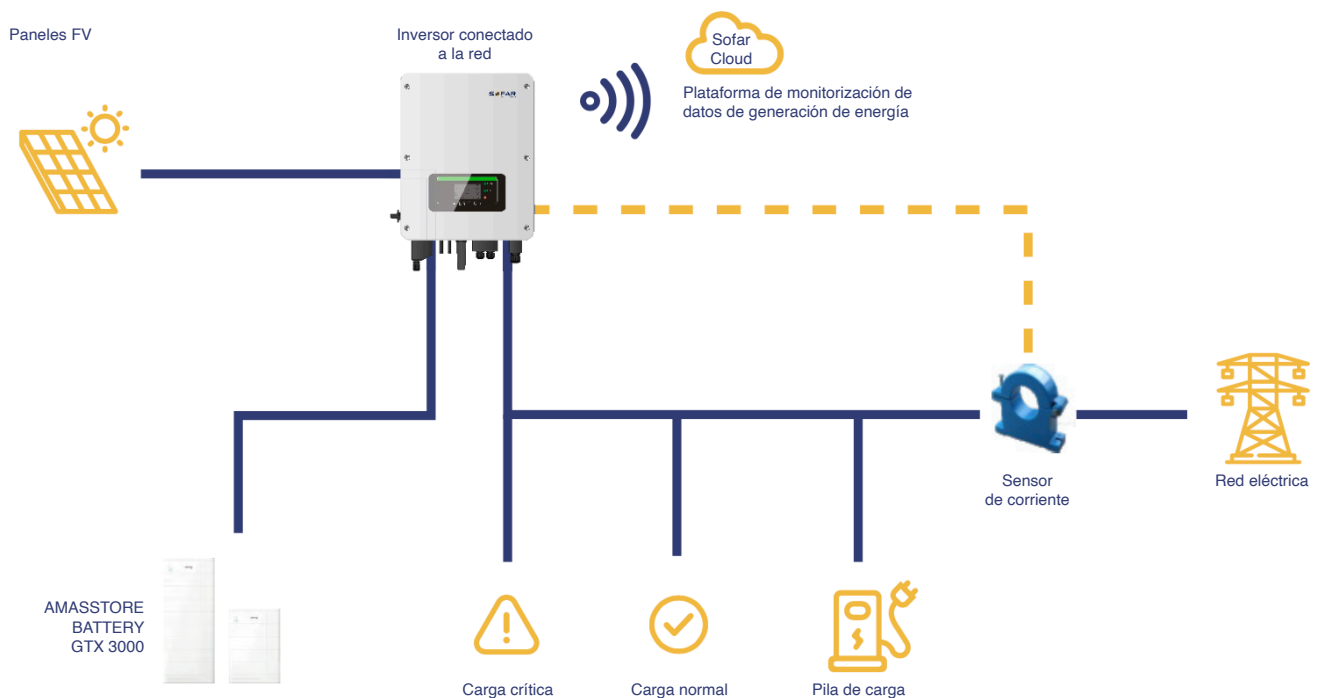 Paneles FV
Inversor conectado
a la red
Sofar
Cloud
Plataforma de monitorización de
datos de generación de energía
SOFAR
Sensor
de corriente
Red eléctrica
AMASSTORE
BATTERY
GTX 3000
Carga crítica
Carga normal
Pila de carga